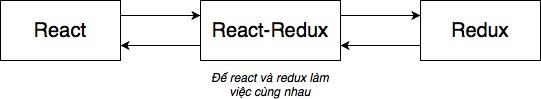 React
React-Redux
Redux
Để react và redux làm
việc cùng nhau